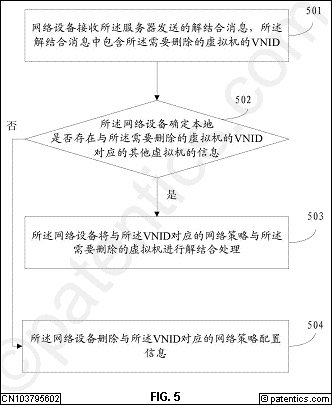 501
网络设备接收所述服务器发送的解结合消息，所述
解结合消息中包含所述需要删除的虚拟机的VNID
502
否
所述网络设备确定本地
是否存在与所述需要删除的虚拟机的VNID
对应的其他虚拟机的信息
是
503
所述网络设备将与所述VNID对应的网络策略与所述
需要删除的虚拟机进行解结合处理
504
所述网络设备删除与所述VNID对应的网络策略配置
信息
CN103795602
FIG. 5
© patentics.com
©patentics.com